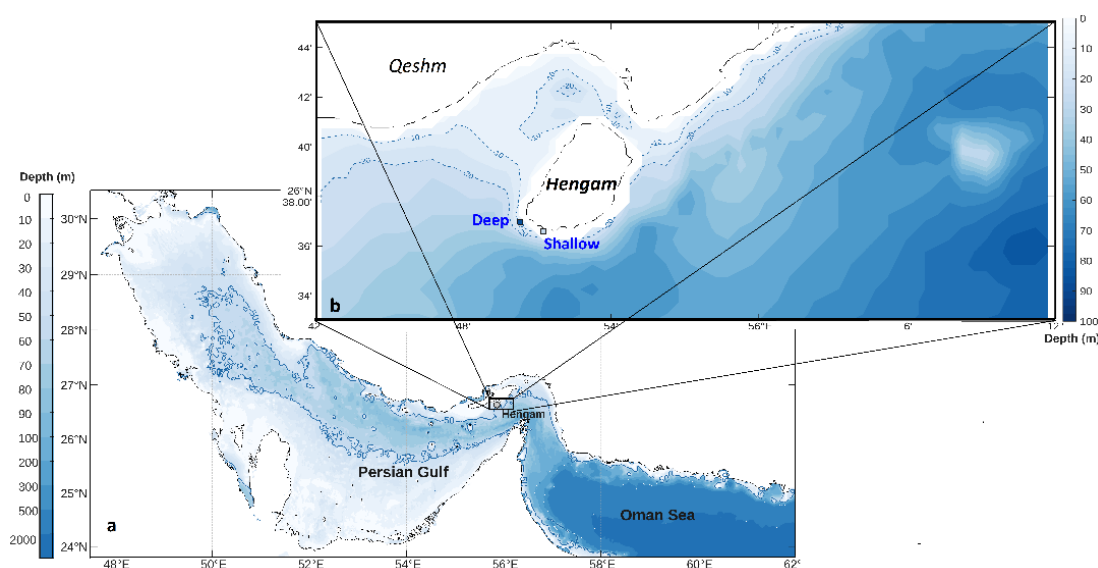 Qeshm
Hengam
Deep
Shallow
b
44'
42'
40'
26°N
38.00'
36'
34'
42'
48'
54'
56°E
6'
12'
0
10
20
30
40
50
60
70
80
90
100
Depth (m)
Depth (m)
0
10
20
30
40
50
60
70
80
90
100
200
500
2000
30°N
29°N
28°N
27°N
26°N
25°N
24°N
48°E
50°E
52°E
54°E
56°E
58°E
60°E
Hengam
Persian Gulf
Oman Sea
a